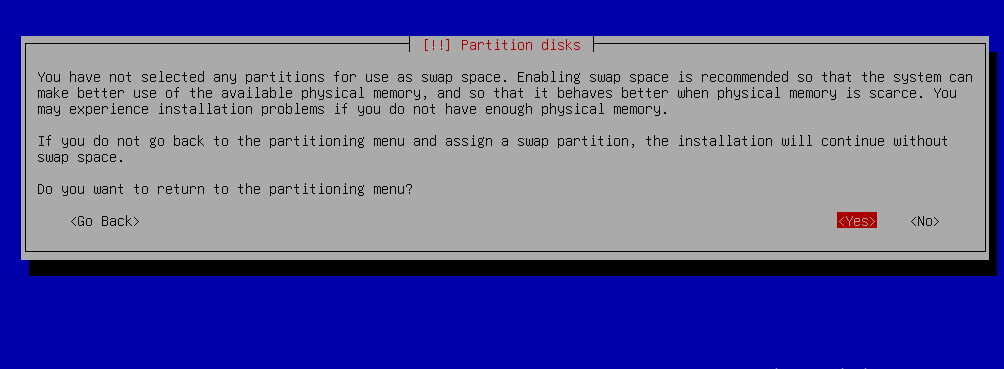 [!!] Partition disks
You have not selected any partitions for use as swap space. Enabling swap space is recommended so that the system can
make better use of the available physical memory, and so that it behaves better when physical memory is scarce. You
may experience installation problems if you do not have enough physical memory.
If you do not go back to the partitioning menu and assign a swap partition, the installation will continue without
swap space.
Do you want to return to the partitioning menu?
<Go Back> <Yes> <No>